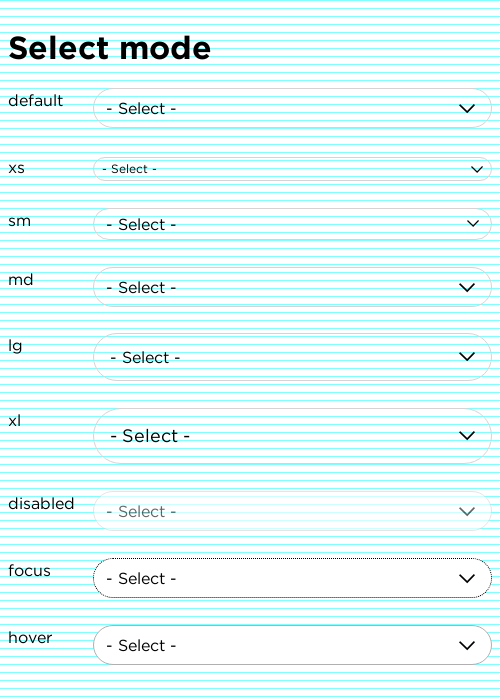 Select mode
default
- Select -
xs
- Select -
sm
- Select -
md
- Select -
lg
- Select -
xl
- Select -
disabled
- Select -
focus
- Select -
hover
- Select -